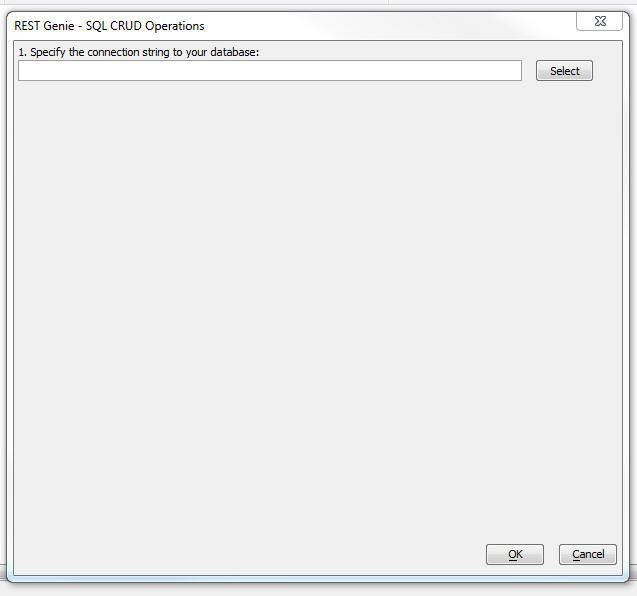 REST Genie - SQL CRUD Operations
1. Specify the connection string to your database:
Select
OK
Cancel